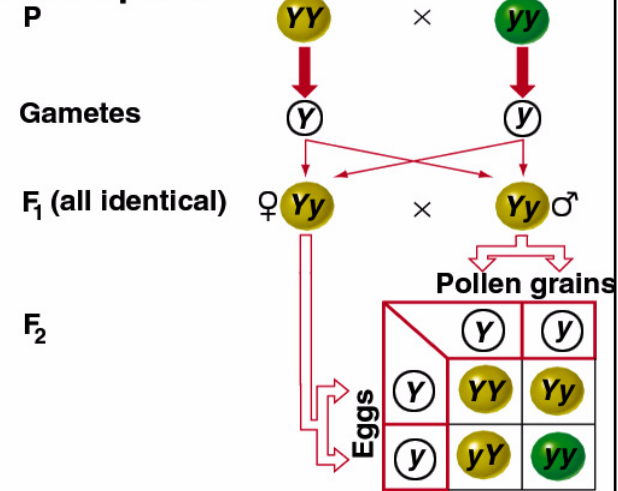 P YY × yy
Gametes Y y
F1 (all identical) ♀ Yy × Yy ♂
Pollen grains
F2
Y y
Eggs
Y YY Yy
y yY yy